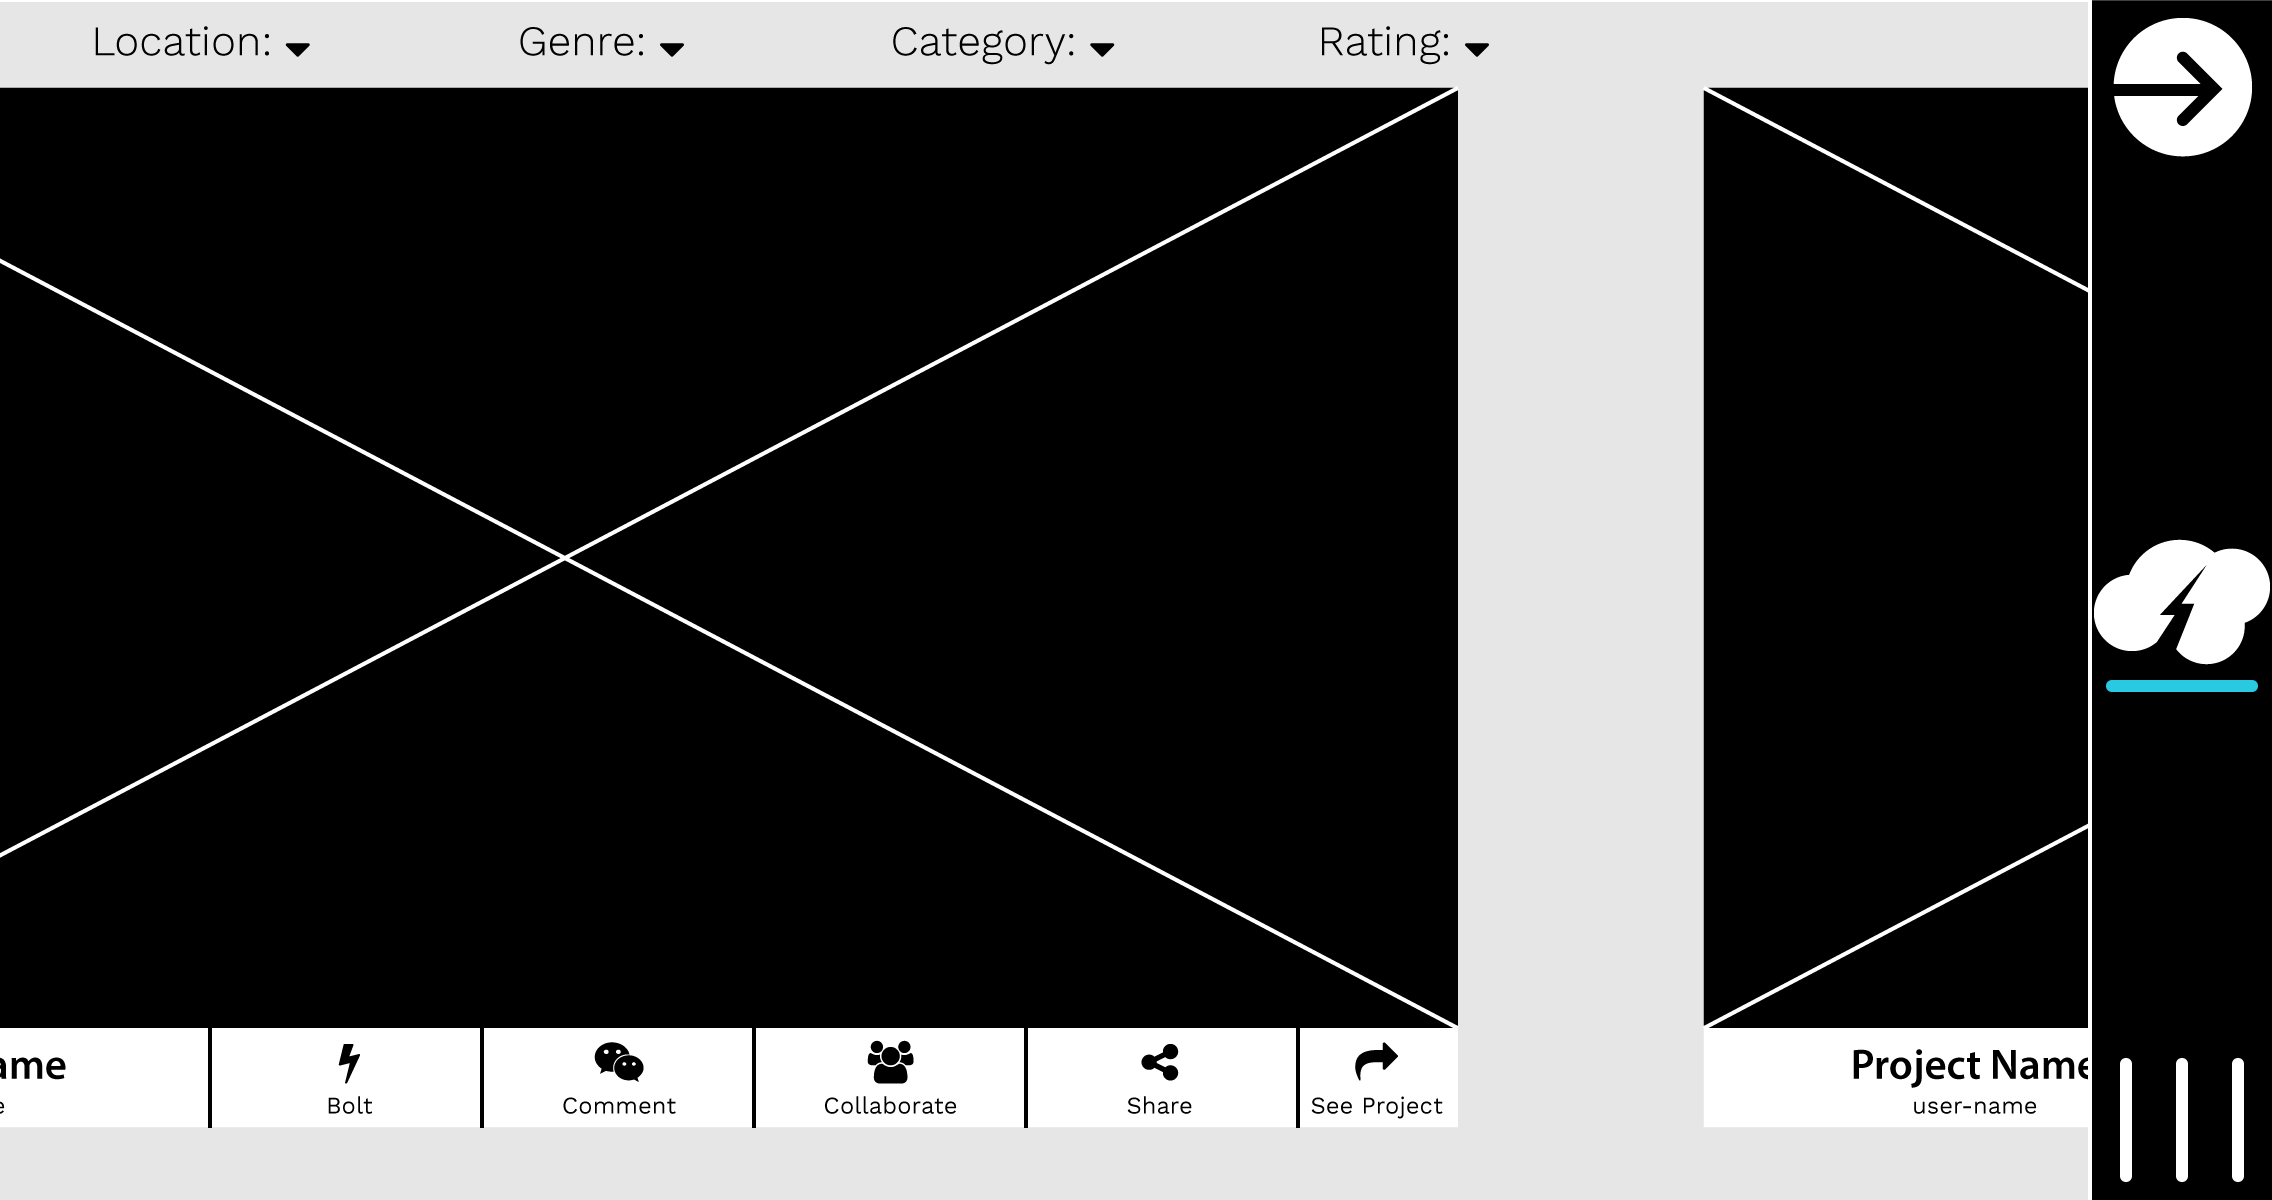 Location: Genre: Category: Rating:
ame
e
Bolt
Comment
Collaborate
Share
See Project
Project Name
user-name